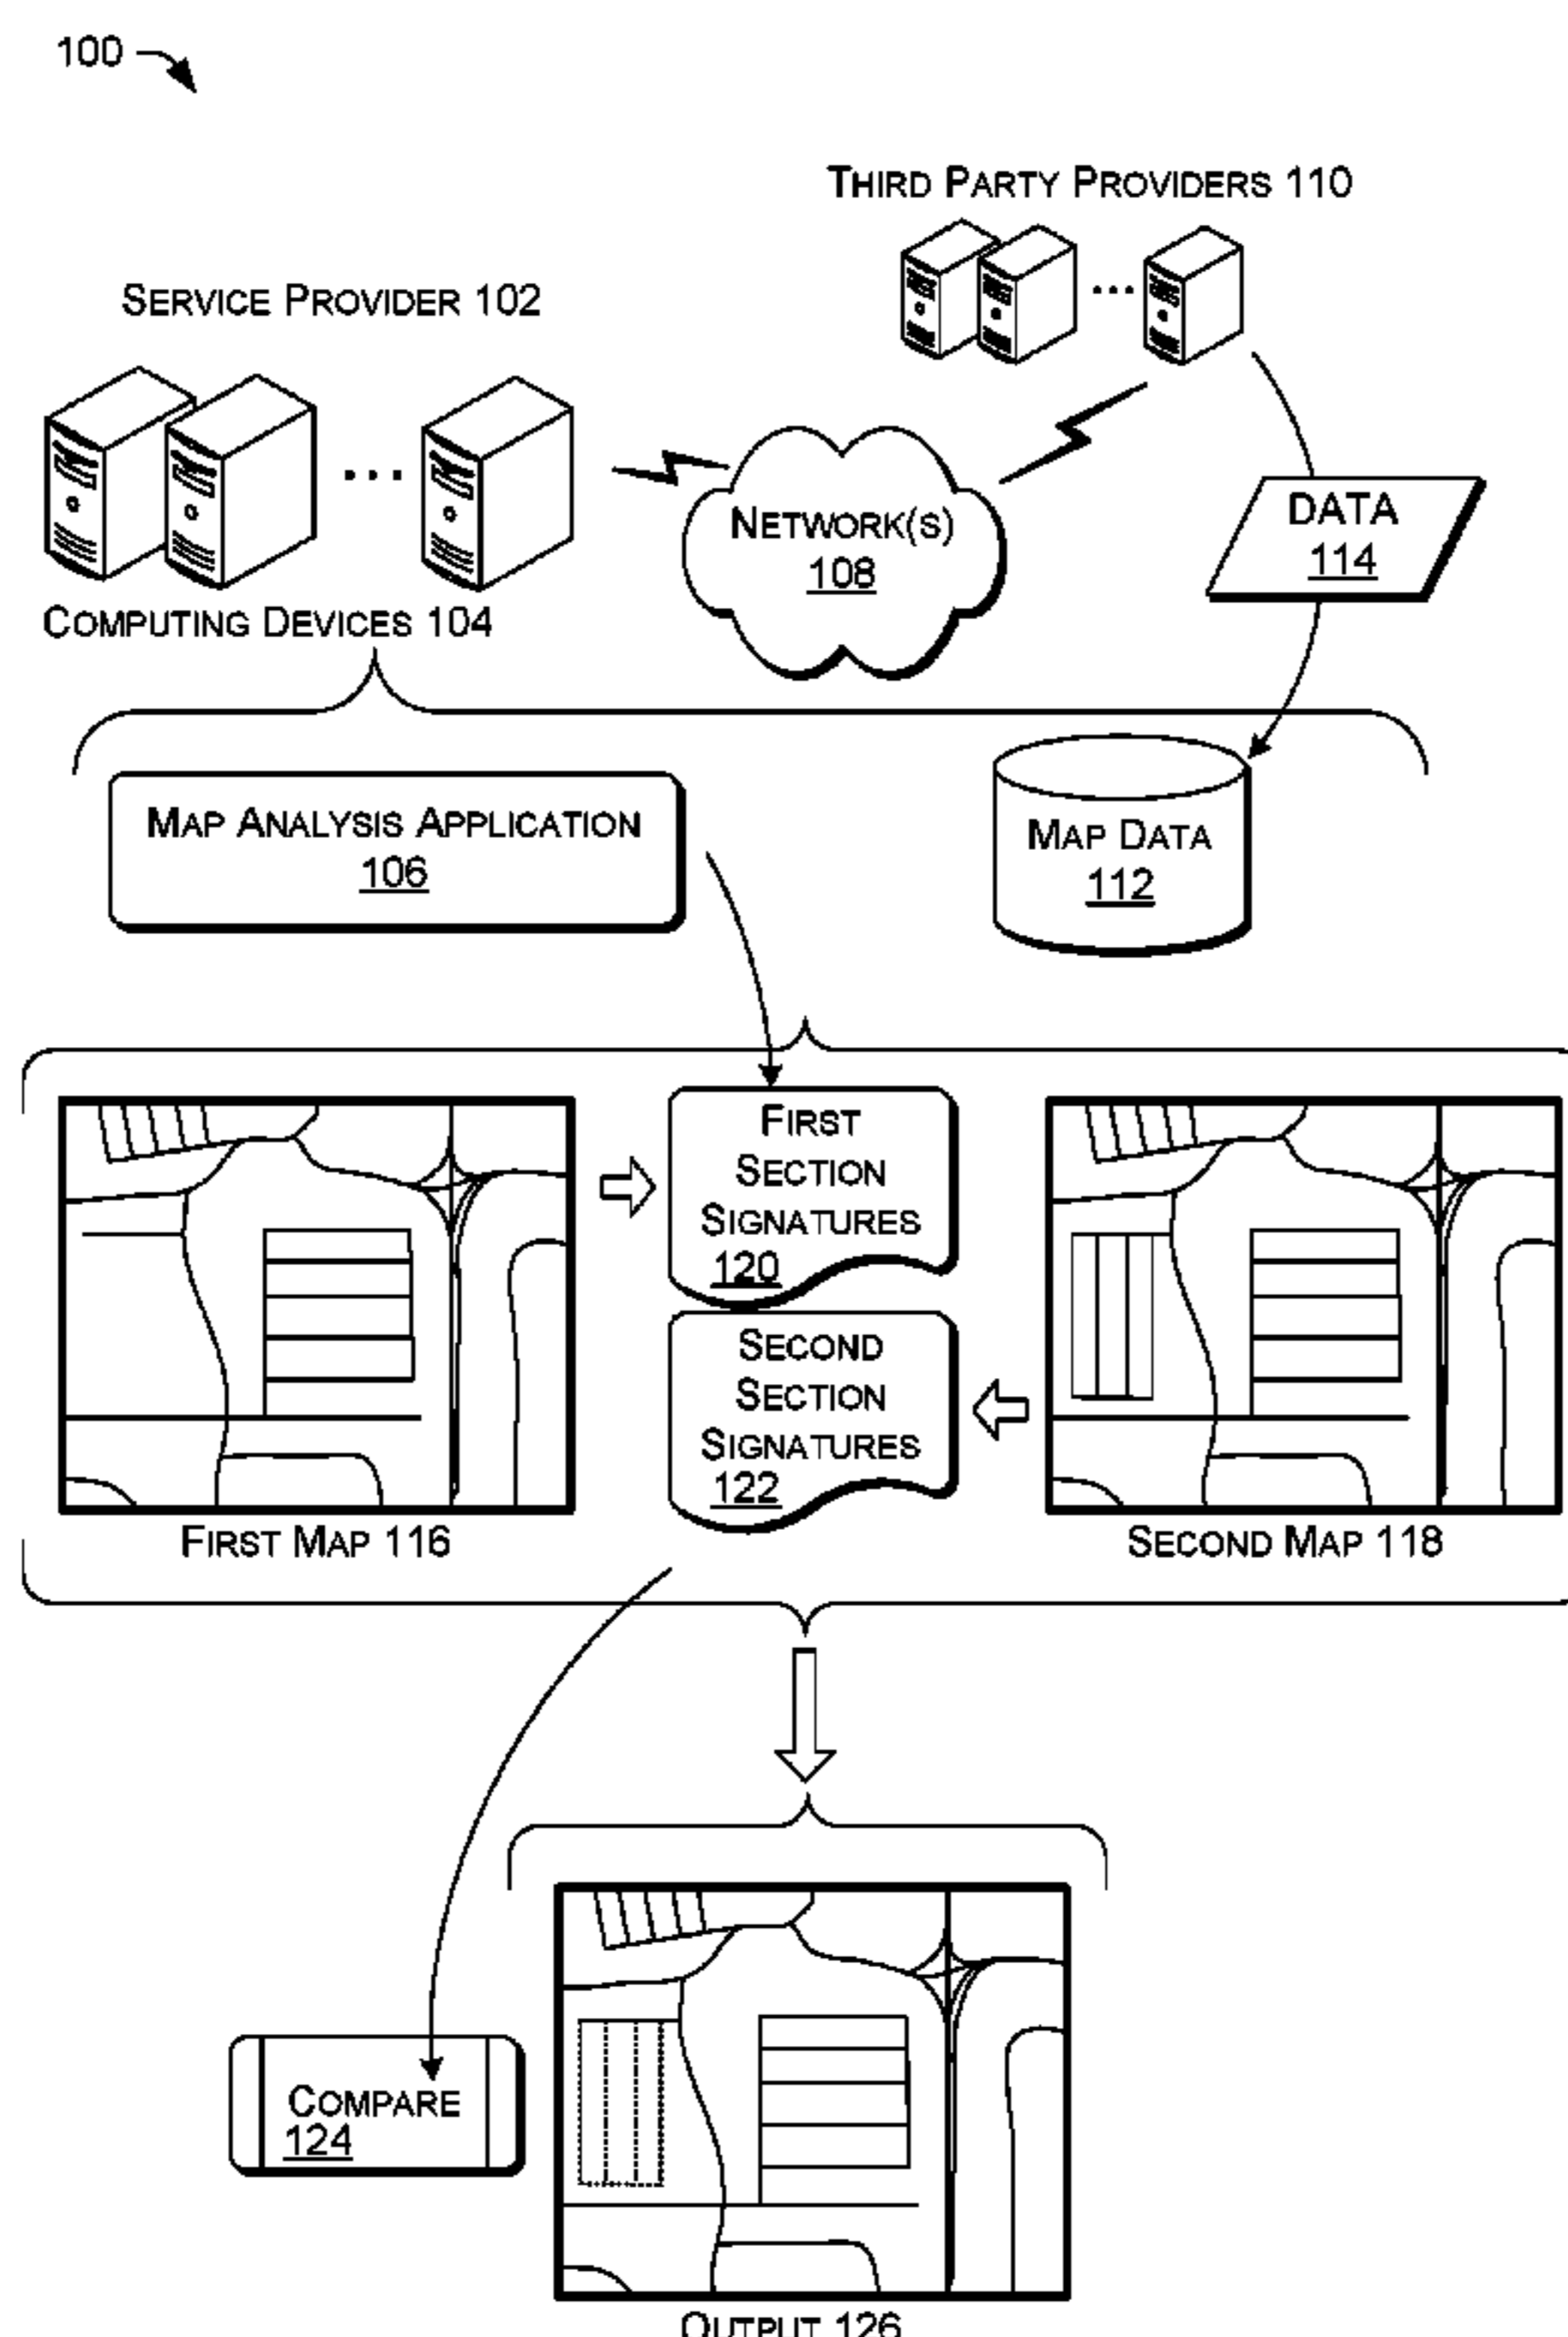 100
THIRD PARTY PROVIDERS 110
SERVICE PROVIDER 102
DATA
114
NETWORK(S)
108
COMPUTING DEVICES 104
MAP ANALYSIS APPLICATION
106
MAP DATA
112
FIRST
SECTION
SIGNATURES
120
SECOND
SECTION
SIGNATURES
122
FIRST MAP 116
SECOND MAP 118
COMPARE
124
OUTPUT 126